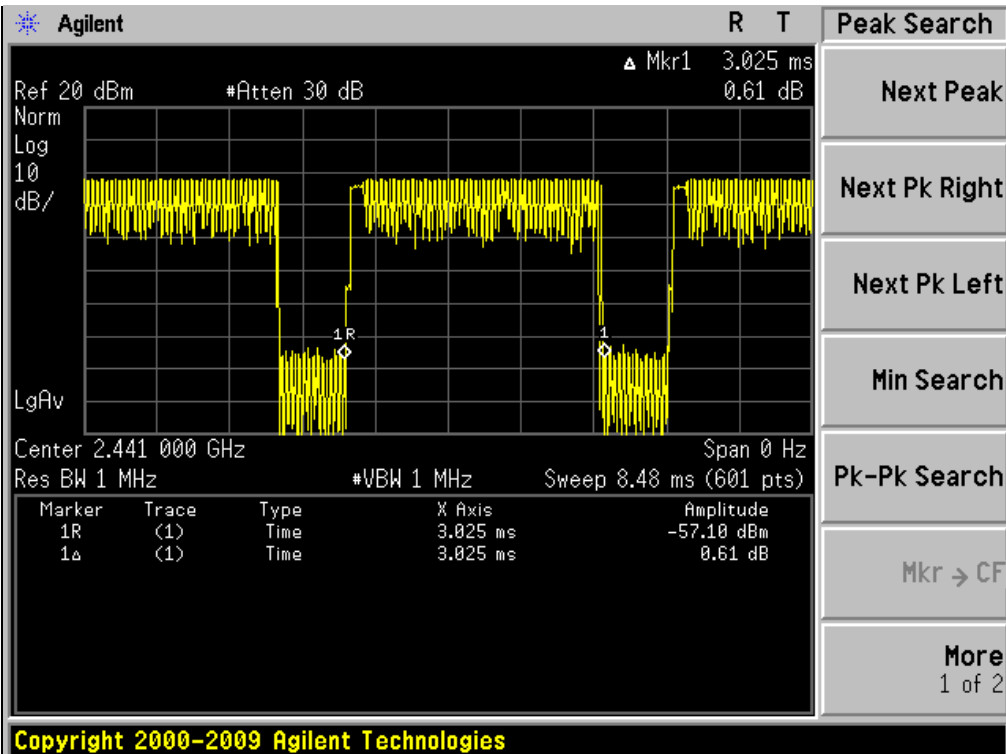 Agilent
R T
Peak Search
Δ Mkr1 3.025 ms
Ref 20 dBm #Atten 30 dB 0.61 dB
Norm
Log
10
dB/
1R
1
LgAv
Center 2.441 000 GHz Span 0 Hz
Res BW 1 MHz #VBW 1 MHz Sweep 8.48 ms (601 pts)
Marker Trace Type X Axis Amplitude
1R (1) Time 3.025 ms -57.10 dBm
1Δ (1) Time 3.025 ms 0.61 dB
Next Peak
Next Pk Right
Next Pk Left
Min Search
Pk-Pk Search
Mkr → CF
More
1 of 2
Copyright 2000-2009 Agilent Technologies